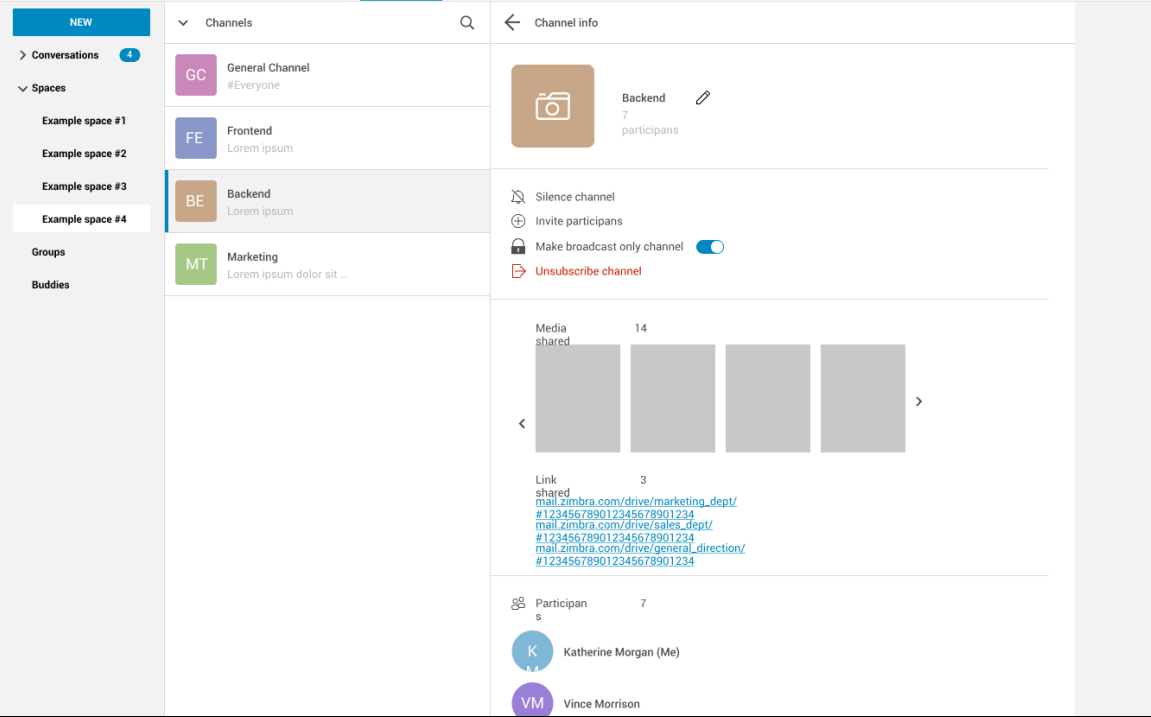 NEW
Conversations 4
Spaces
Example space #1
Example space #2
Example space #3
Example space #4
Groups
Buddies
Channels
GC
General Channel
#Everyone
FE
Frontend
Lorem ipsum
BE
Backend
Lorem ipsum
MT
Marketing
Lorem ipsum dolor sit ...
Channel info
Backend
7
participans
Silence channel
Invite participans
Make broadcast only channel
Unsubscribe channel
Media 14
shared
Link 3
shared
mail.zimbra.com/drive/marketing_dept/
#123456789012345678901234
mail.zimbra.com/drive/sales_dept/
#123456789012345678901234
mail.zimbra.com/drive/general_direction/
#123456789012345678901234
Participan 7
s
K
M
Katherine Morgan (Me)
VM
Vince Morrison